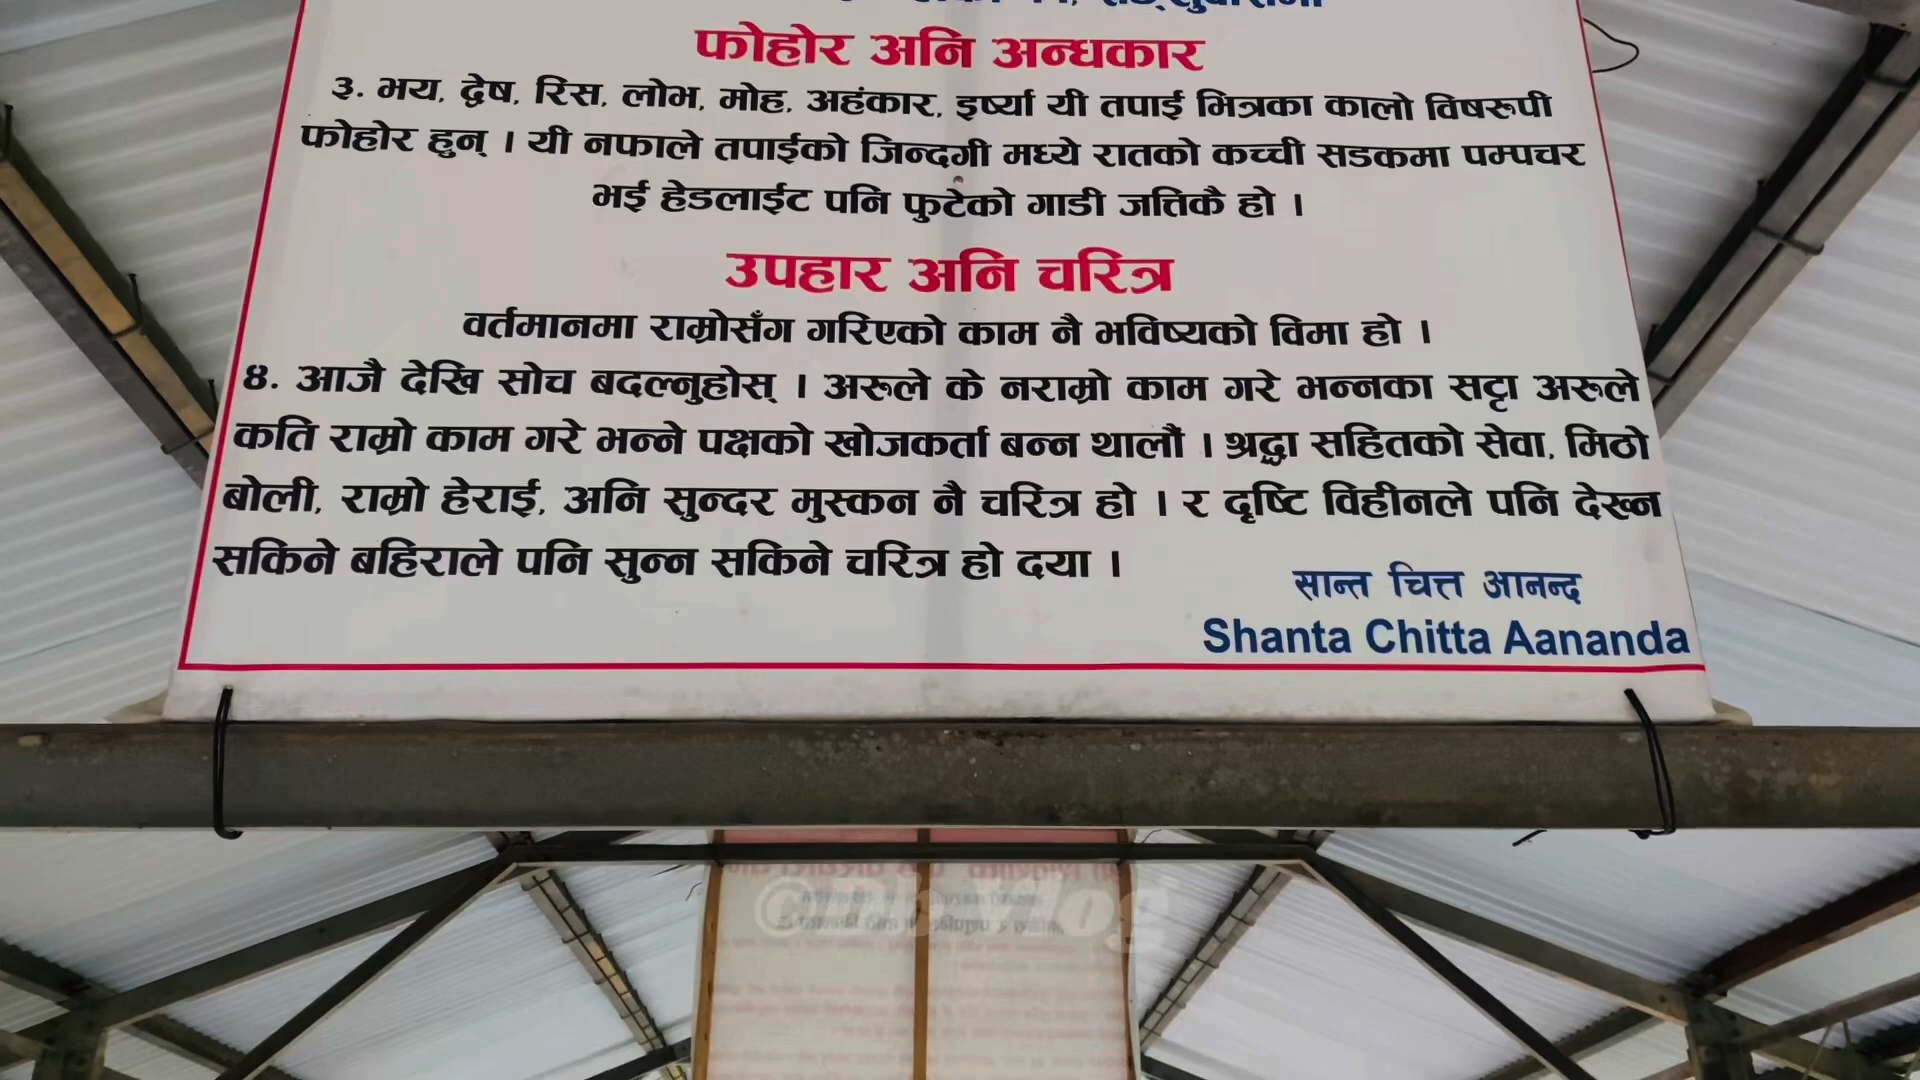 फोहोर अनि अन्धकार
३. भय, द्वेष, रिस, लोभ, मोह, अहंकार, इर्ष्या यी तपाई भित्रका कालो विषरुपी
फोहोर हुन् । यी नफाले तपाईको जिन्दगी मध्ये रातको कच्ची सडकमा पम्पचर
भई हेडलाईट पनि फुटेको गाडी जत्तिकै हो ।
उपहार अनि चरित्र
वर्तमानमा राम्रोसँग गरिएको काम नै भविष्यको विमा हो ।
४. आजै देखि सोच बदल्नुहोस् । अरुले के नराम्रो काम गरे भन्नका सट्टा अरुले
कति राम्रो काम गरे भन्ने पक्षको खोजकर्ता बन्न थालौं । श्रद्धा सहितको सेवा, मिठो
बोली, राम्रो हेराई, अनि सुन्दर मुस्कन नै चरित्र हो । र दृष्टि विहीनले पनि देख्न
सकिने बहिराले पनि सुन्न सकिने चरित्र हो दया ।
सान्त चित्त आनन्द
Shanta Chitta Aananda